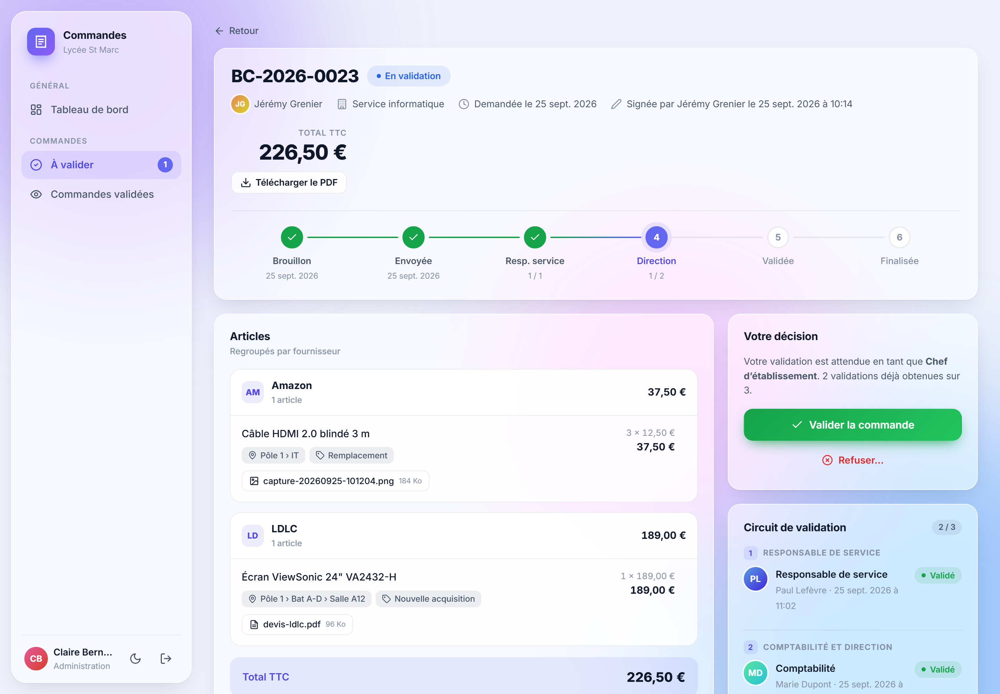 Commandes
Lycée St Marc
GÉNÉRAL
Tableau de bord
COMMANDES
À valider 1
Commandes validées
CB
Claire Bern...
Administration
Retour
BC-2026-0023 En validation
JG Jérémy Grenier Service informatique Demandée le 25 sept. 2026 Signée par Jérémy Grenier le 25 sept. 2026 à 10:14
TOTAL TTC
226,50 €
Télécharger le PDF
4 5 6
Brouillon Envoyée Resp. service Direction Validée Finalisée
25 sept. 2026 25 sept. 2026 1 / 1 1 / 2
Articles
Regroupés par fournisseur
AM Amazon 37,50 €
1 article
Câble HDMI 2.0 blindé 3 m 3 × 12,50 €
37,50 €
Pôle 1 › IT Remplacement
capture-20260925-101204.png 184 Ko
LD LDLC 189,00 €
1 article
Écran ViewSonic 24" VA2432-H 1 × 189,00 €
189,00 €
Pôle 1 › Bat A-D › Salle A12 Nouvelle acquisition
devis-ldlc.pdf 96 Ko
Total TTC 226,50 €
Votre décision
Votre validation est attendue en tant que Chef
d’établissement. 2 validations déjà obtenues sur
3.
Valider la commande
Refuser...
Circuit de validation 2 / 3
1 RESPONSABLE DE SERVICE
PL Responsable de service Validé
Paul Lefèvre · 25 sept. 2026 à
11:02
2 COMPTABILITÉ ET DIRECTION
MD Comptabilité Validé
Marie Dupont · 25 sept. 2026 à